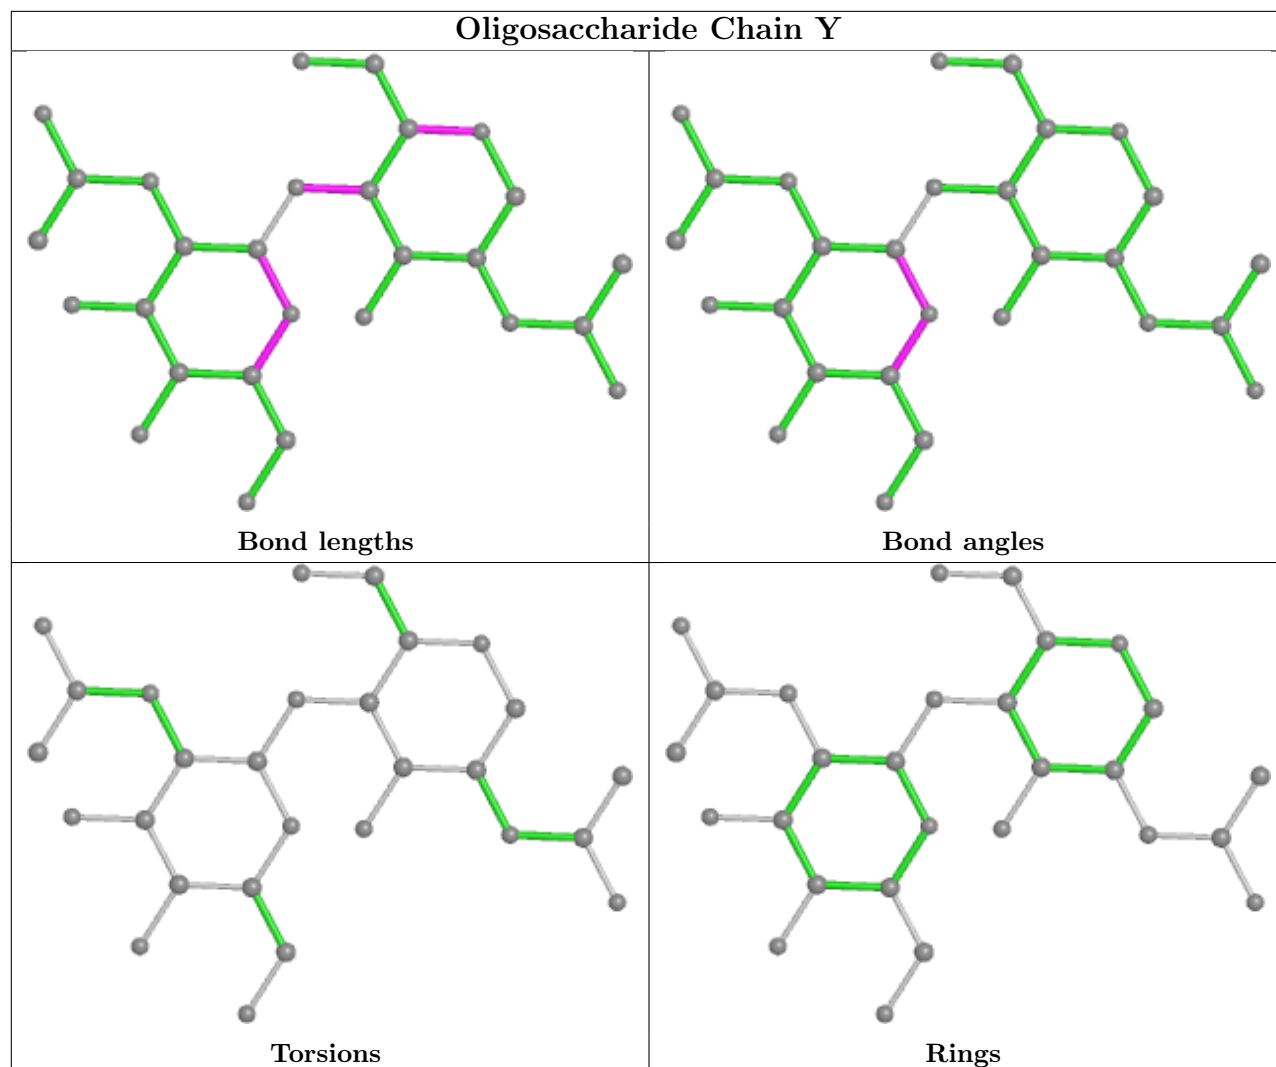 Oligosaccharide Chain Y
Bond lengths
Bond angles
Torsions
Rings